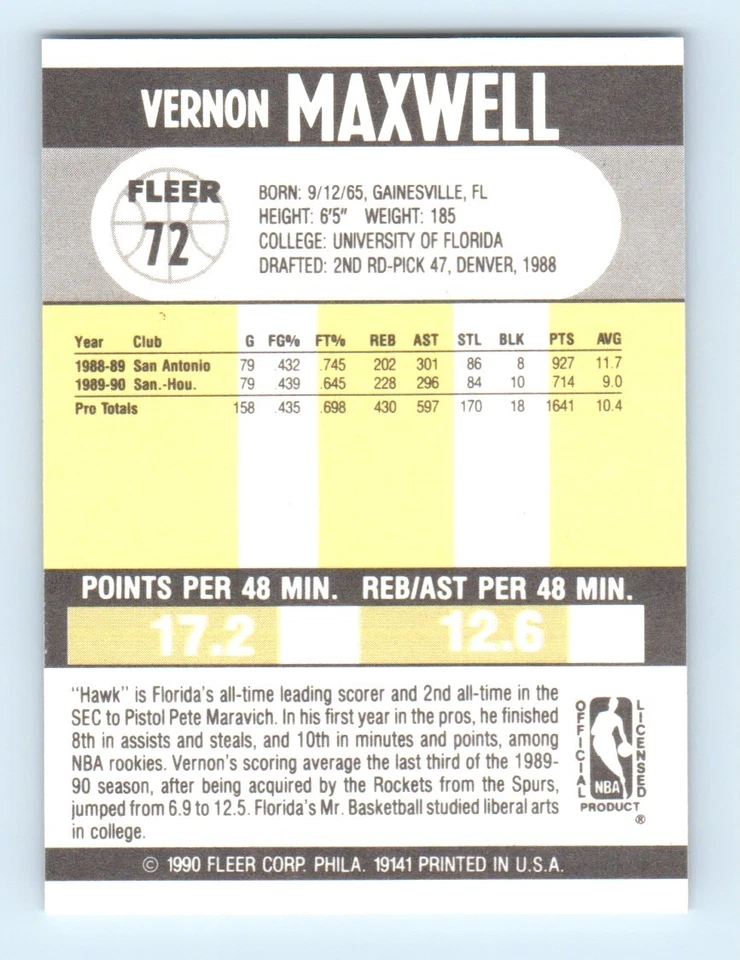 VERNON MAXWELL
FLEER
72
BORN: 9/12/65, GAINESVILLE, FL
HEIGHT: 6'5" WEIGHT: 185
COLLEGE: UNIVERSITY OF FLORIDA
DRAFTED: 2ND RD-PICK 47, DENVER, 1988
Year Club G FG% FT% REB AST STL BLK PTS AVG
1988-89 San Antonio 79 .432 .745 202 301 86 8 927 11.7
1989-90 San.-Hou. 79 .439 .645 228 296 84 10 714 9.0
Pro Totals 158 .435 .698 430 597 170 18 1641 10.4
POINTS PER 48 MIN. REB/AST PER 48 MIN.
17.2 12.6
"Hawk" is Florida's all-time leading scorer and 2nd all-time in the
SEC to Pistol Pete Maravich. In his first year in the pros, he finished
8th in assists and steals, and 10th in minutes and points, among
NBA rookies. Vernon's scoring average the last third of the 1989-
90 season, after being acquired by the Rockets from the Spurs,
jumped from 6.9 to 12.5. Florida's Mr. Basketball studied liberal arts
in college.
OFFICIAL
LICENSED
NBA
PRODUCT
®
© 1990 FLEER CORP. PHILA. 19141 PRINTED IN U.S.A.